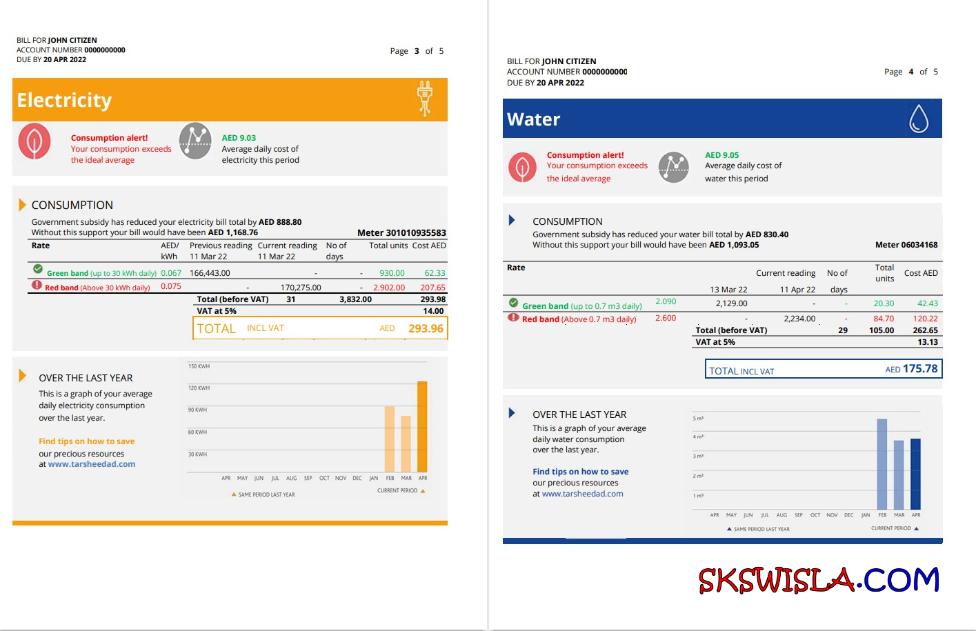 BILL FOR JOHN CITIZEN
ACCOUNT NUMBER 0000000000
DUE BY 20 APR 2022
Page 3 of 5
Electricity
Consumption alert!
Your consumption exceeds
the ideal average
AED 9.03
Average daily cost of
electricity this period
CONSUMPTION
Government subsidy has reduced your electricity bill total by AED 888.80
Without this support your bill would have been AED 1,168.76
Meter 301010935583
Rate AED/ kWh Previous reading 11 Mar 22 Current reading 11 Mar 22 No of days Total units Cost AED
Green band (up to 30 kWh daily) 0.067 166,443.00 - - 930.00 62.33
Red band (Above 30 kWh daily) 0.075 - 170,275.00 - 2,902.00 207.65
Total (before VAT) 31 3,832.00 293.98
VAT at 5% 14.00
TOTAL INCL VAT AED 293.96
OVER THE LAST YEAR
This is a graph of your average
daily electricity consumption
over the last year.
Find tips on how to save
our precious resources
at www.tarsheedad.com
150 KWH
120 KWH
90 KWH
60 KWH
30 KWH
APR MAY JUN JUL AUG SEP OCT NOV DEC JAN FEB MAR APR
SAME PERIOD LAST YEAR
CURRENT PERIOD
BILL FOR JOHN CITIZEN
ACCOUNT NUMBER 0000000000
DUE BY 20 APR 2022
Page 4 of 5
Water
Consumption alert!
Your consumption exceeds
the ideal average
AED 9.05
Average daily cost of
water this period
CONSUMPTION
Government subsidy has reduced your water bill total by AED 830.40
Without this support your bill would have been AED 1,093.05
Meter 06034168
Rate 13 Mar 22 Current reading 11 Apr 22 No of days Total units Cost AED
Green band (up to 0.7 m3 daily) 2.090 2,129.00 - - 20.30 42.43
Red band (Above 0.7 m3 daily) 2.600 - 2,234.00 - 84.70 120.22
Total (before VAT) 29 105.00 262.65
VAT at 5% 13.13
TOTAL INCL VAT AED 175.78
OVER THE LAST YEAR
This is a graph of your average
daily water consumption
over the last year.
Find tips on how to save
our precious resources
at www.tarsheedad.com
5 m³
4 m³
3 m³
2 m³
1 m³
APR MAY JUN JUL AUG SEP OCT NOV DEC JAN FEB MAR APR
SAME PERIOD LAST YEAR
CURRENT PERIOD
SKSWISLA.COM